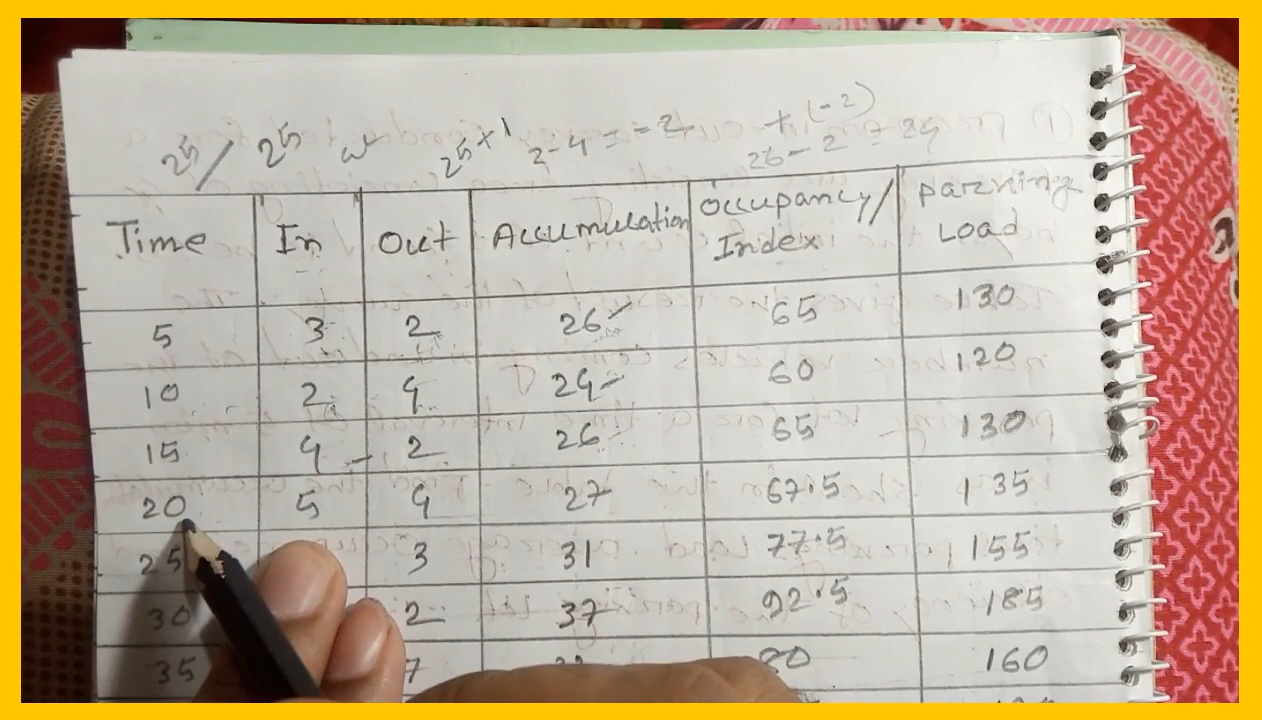 25/ 25 25+1 2-4 = -2 + (-2)
26-2 = 24
Time In Out Accumulation Occupancy/ Index Parking Load
5 3 2 26 65 130
10 2 4 24 60 120
15 4 - 2 26 65 130
20 5 4 27 67.5 135
25 3 31 77.5 155
30 2 37 92.5 185
35 7 80 160